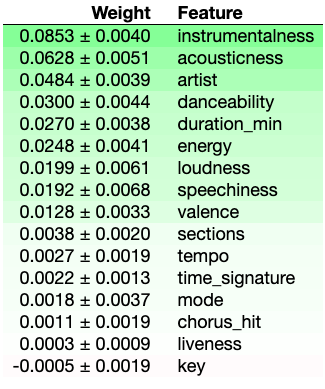 Weight Feature
0.0853 ± 0.0040 instrumentalness
0.0628 ± 0.0051 acousticness
0.0484 ± 0.0039 artist
0.0300 ± 0.0044 danceability
0.0270 ± 0.0038 duration_min
0.0248 ± 0.0041 energy
0.0199 ± 0.0061 loudness
0.0192 ± 0.0068 speechiness
0.0128 ± 0.0033 valence
0.0038 ± 0.0020 sections
0.0027 ± 0.0019 tempo
0.0022 ± 0.0013 time_signature
0.0018 ± 0.0037 mode
0.0011 ± 0.0019 chorus_hit
0.0003 ± 0.0009 liveness
-0.0005 ± 0.0019 key